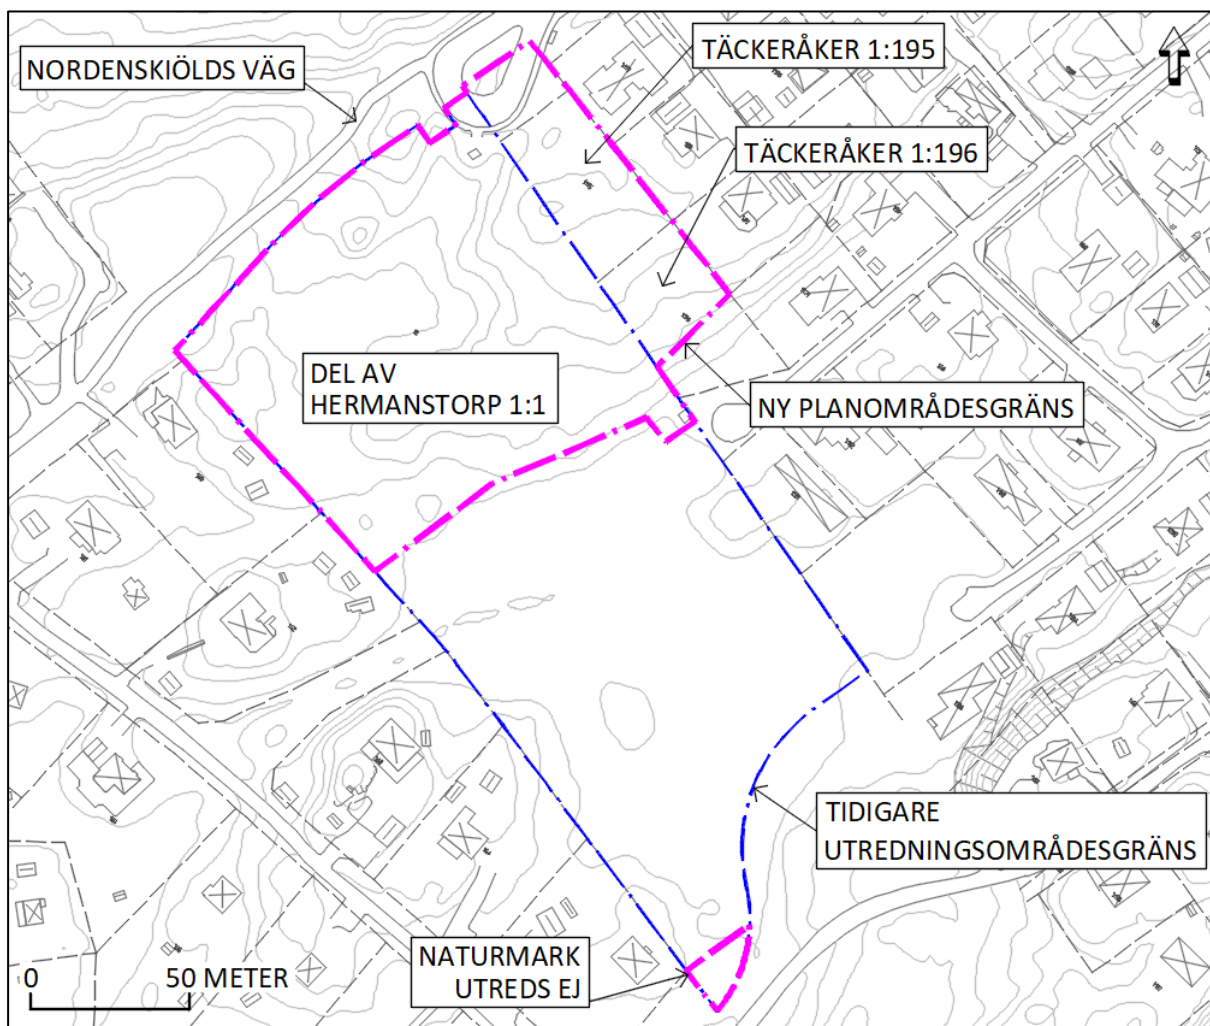 NORDENSKIÖLDS VÄG
TÄCKERÅKER 1:195
TÄCKERÅKER 1:196
DEL AV
HERMANSTORP 1:1
NY PLANOMRÅDESGRÄNS
TIDIGARE
UTREDNINGSOMRÅDESGRÄNS
NATURMARK
UTREDS EJ
0 50 METER